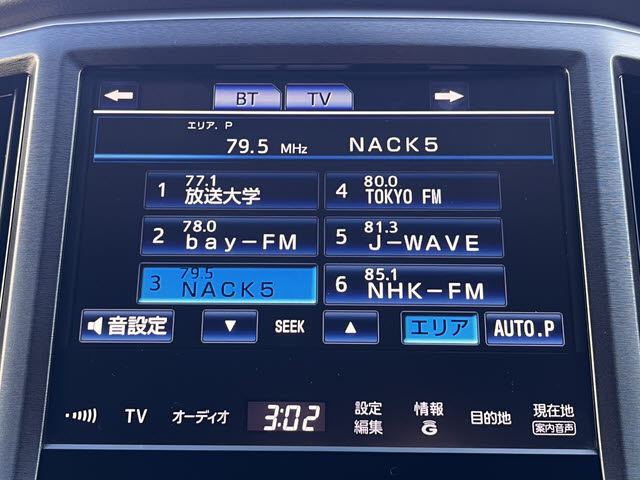 BT TV
エリア. P
79.5 MHz NACK5
1 77.1 放送大学
4 80.0 TOKYO FM
2 78.0 bay-FM
5 81.3 J-WAVE
3 79.5 NACK5
6 85.1 NHK-FM
音設定 ▼ SEEK ▲ エリア AUTO.P
TV オーディオ 3:02 設定編集 情報G 目的地 現在地
案内音声